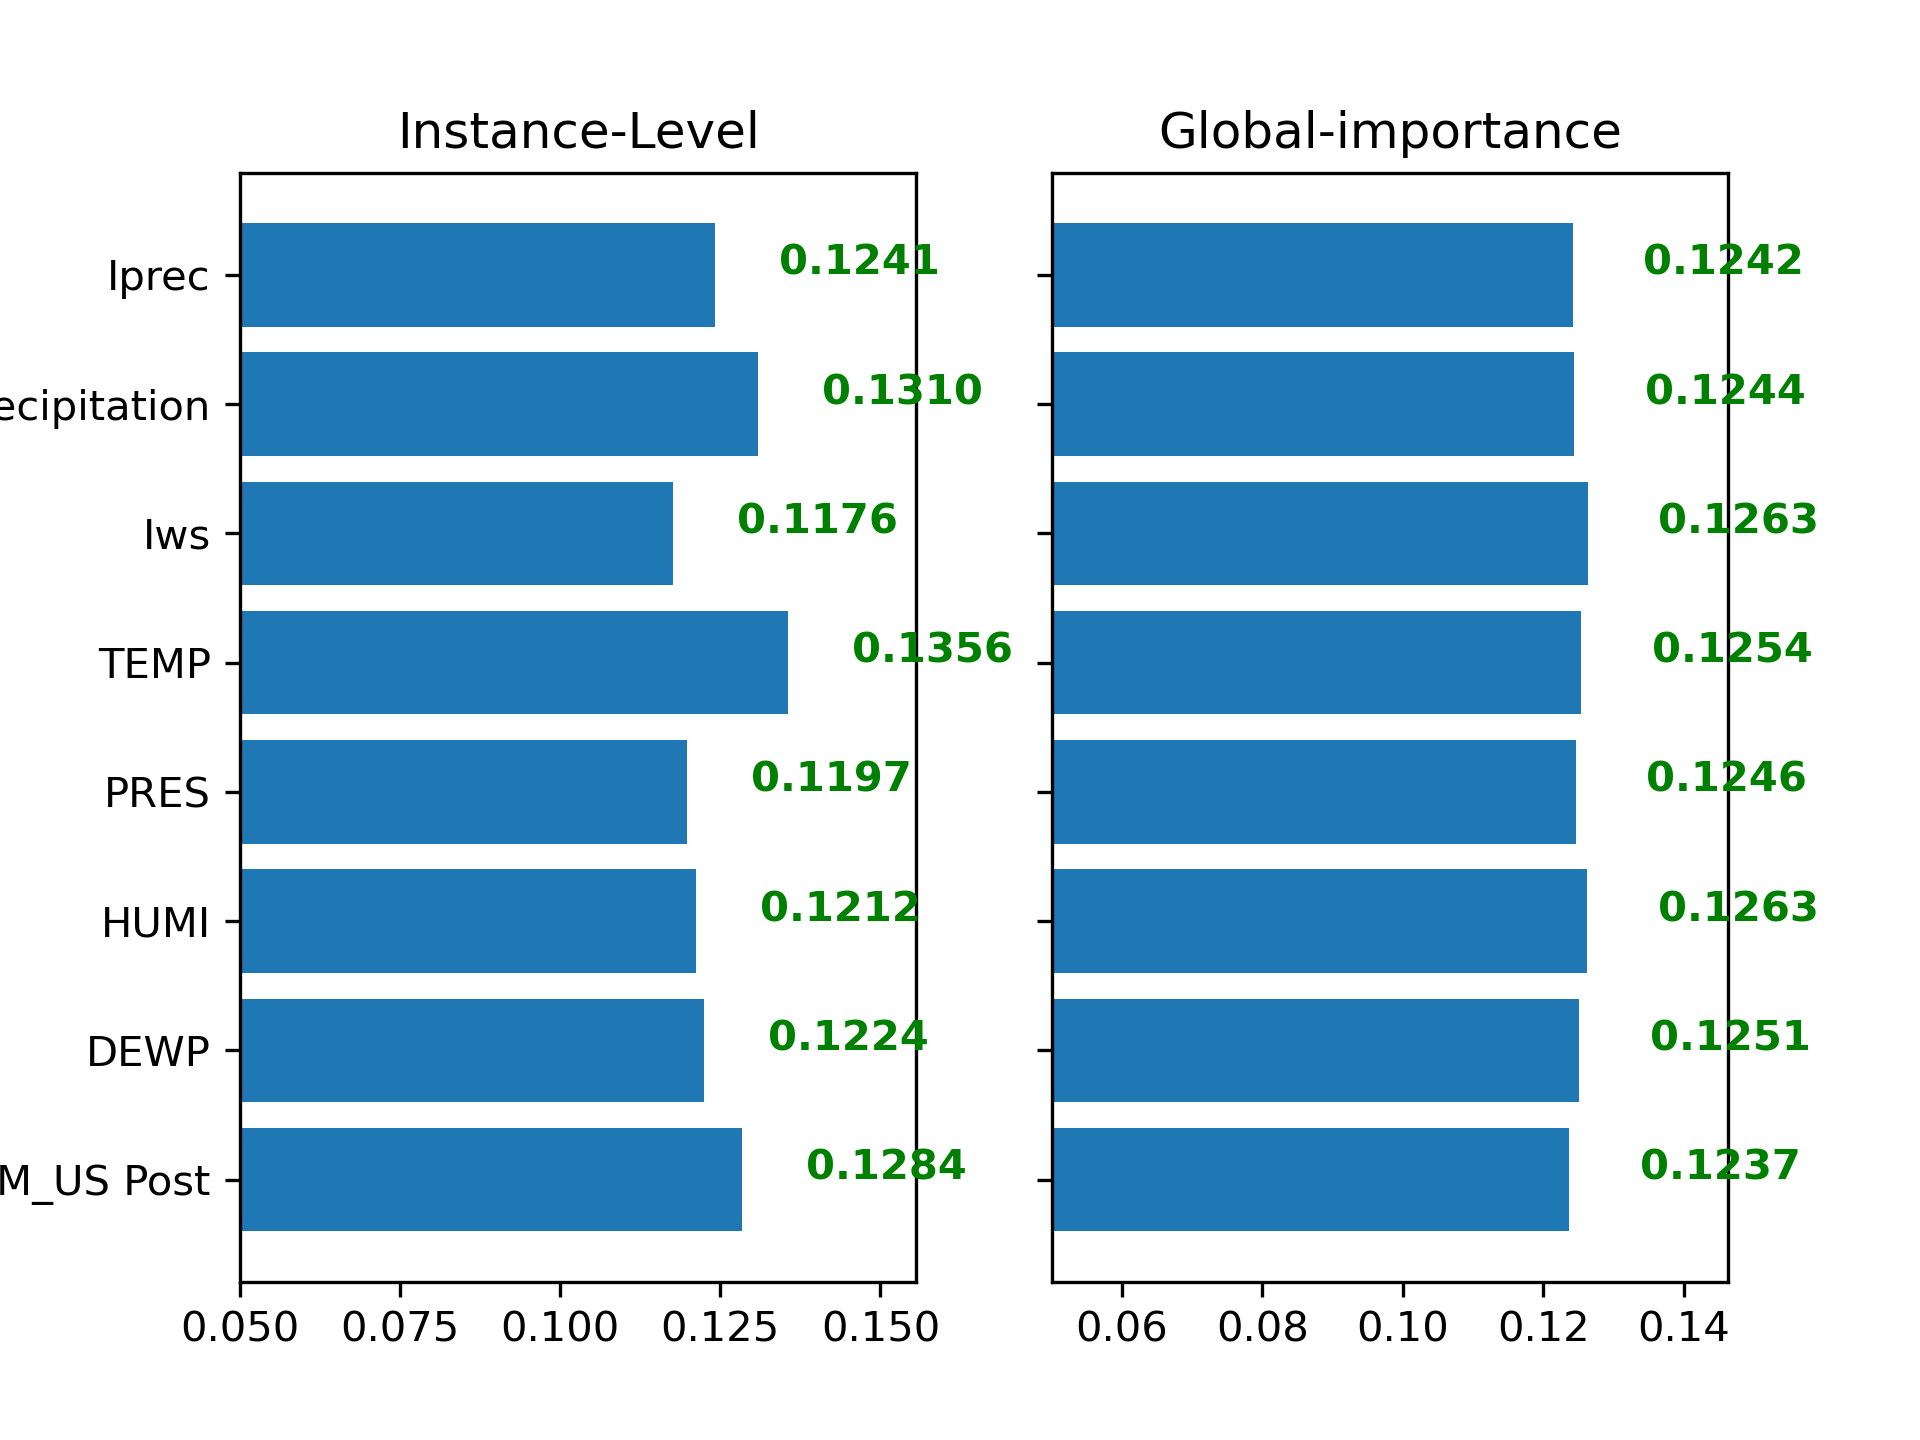 Instance-Level
Global-importance
Iprec
0.1241
0.1242
ecipitation
0.1310
0.1244
Iws
0.1176
0.1263
TEMP
0.1356
0.1254
PRES
0.1197
0.1246
HUMI
0.1212
0.1263
DEWP
0.1224
0.1251
M_US Post
0.1284
0.1237
0.050 0.075 0.100 0.125 0.150
0.06 0.08 0.10 0.12 0.14